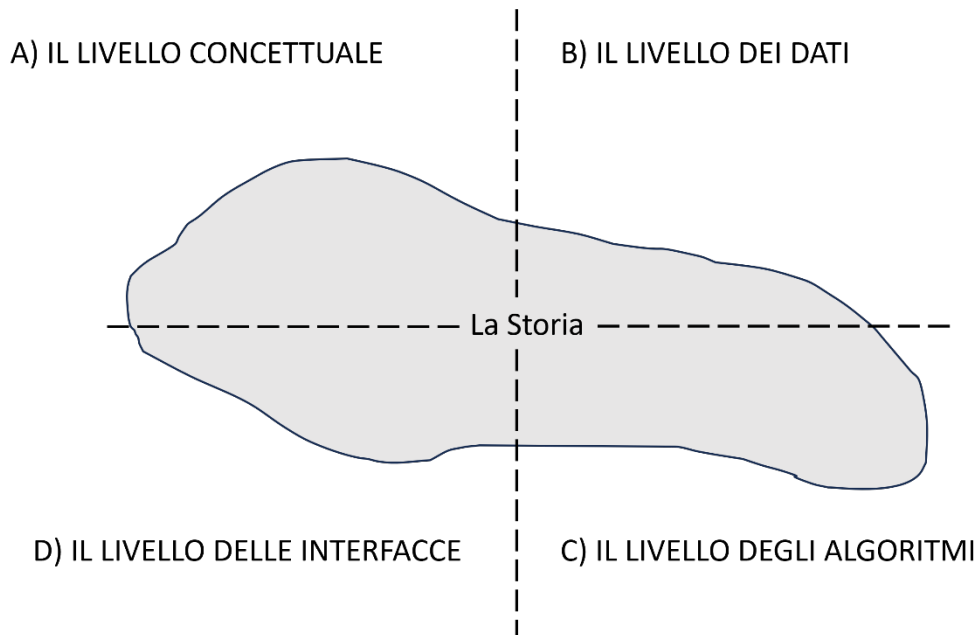 A) IL LIVELLO CONCETTUALE
B) IL LIVELLO DEI DATI
La Storia
D) IL LIVELLO DELLE INTERFACCE
C) IL LIVELLO DEGLI ALGORITMI